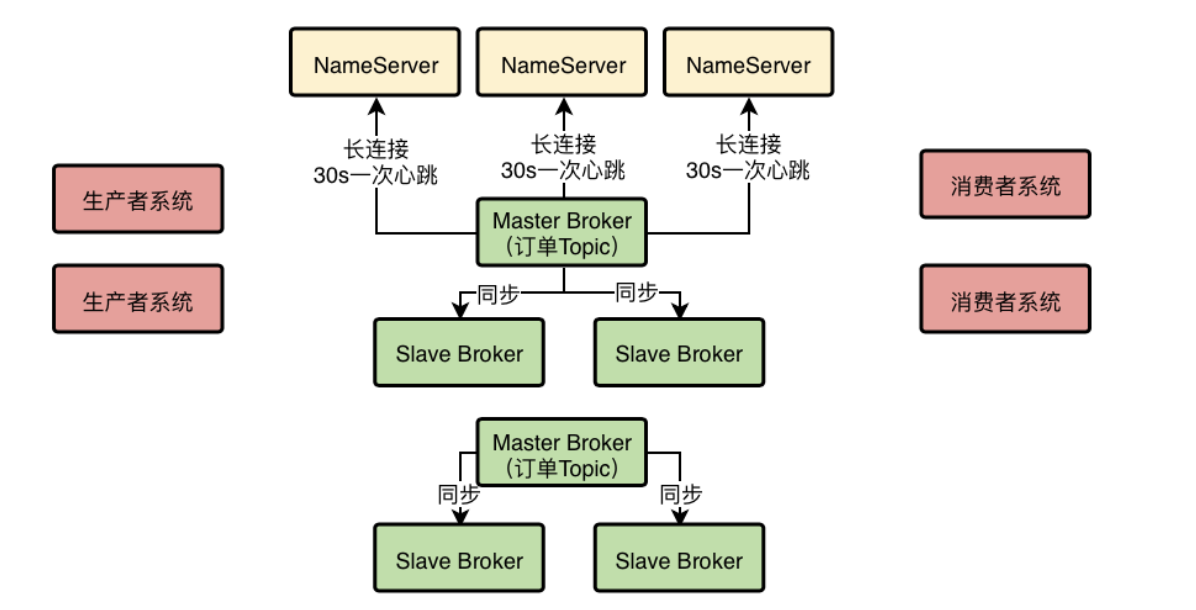 NameServer
NameServer
NameServer
长连接
30s一次心跳
长连接
30s一次心跳
长连接
30s一次心跳
生产者系统
消费者系统
Master Broker
（订单Topic）
生产者系统
消费者系统
同步
同步
Slave Broker
Slave Broker
Master Broker
（订单Topic）
同步
同步
Slave Broker
Slave Broker